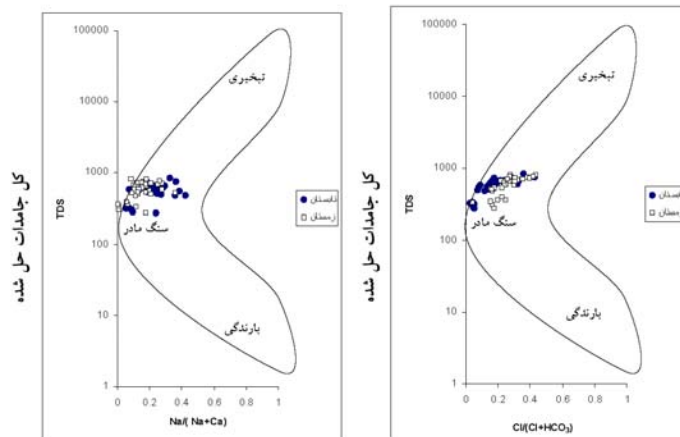 کل جامدات حل شده
TDS
100000
10000
1000
100
10
1
0
0.2
0.4
0.6
0.8
1
Na/( Na+Ca)
تبخیری
سنگ مادر
بارندگی
تابستان
زمستان
کل جامدات حل شده
TDS
100000
10000
1000
100
10
1
0
0.2
0.4
0.6
0.8
1
Cl/(Cl+HCO₃)
تبخیری
سنگ مادر
بارندگی